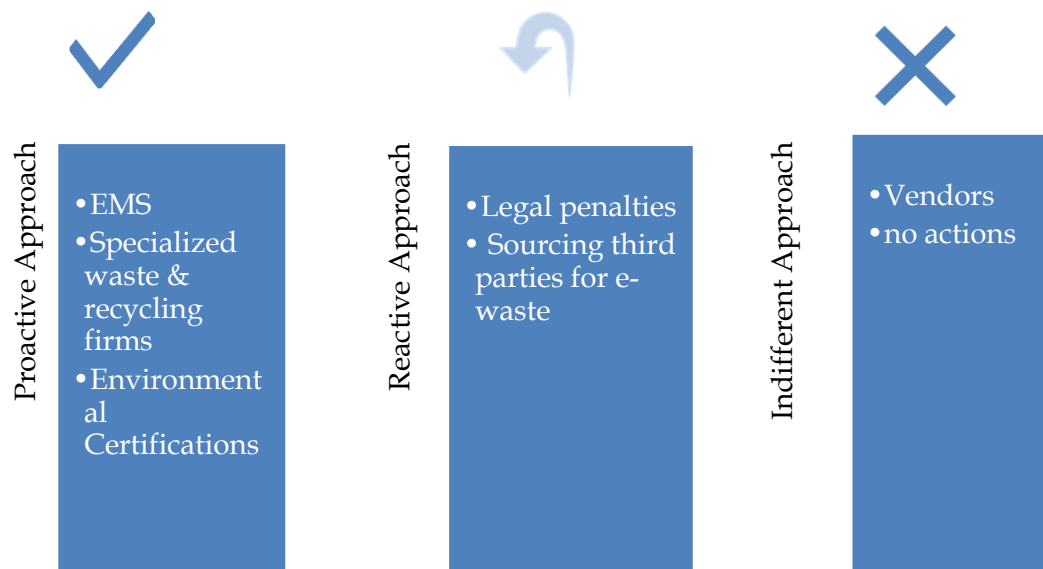 Proactive Approach
•EMS
•Specialized
waste &
recycling
firms
•Environment
al
Certifications
Reactive Approach
•Legal penalties
• Sourcing third
parties for e-
waste
Indifferent Approach
•Vendors
•no actions